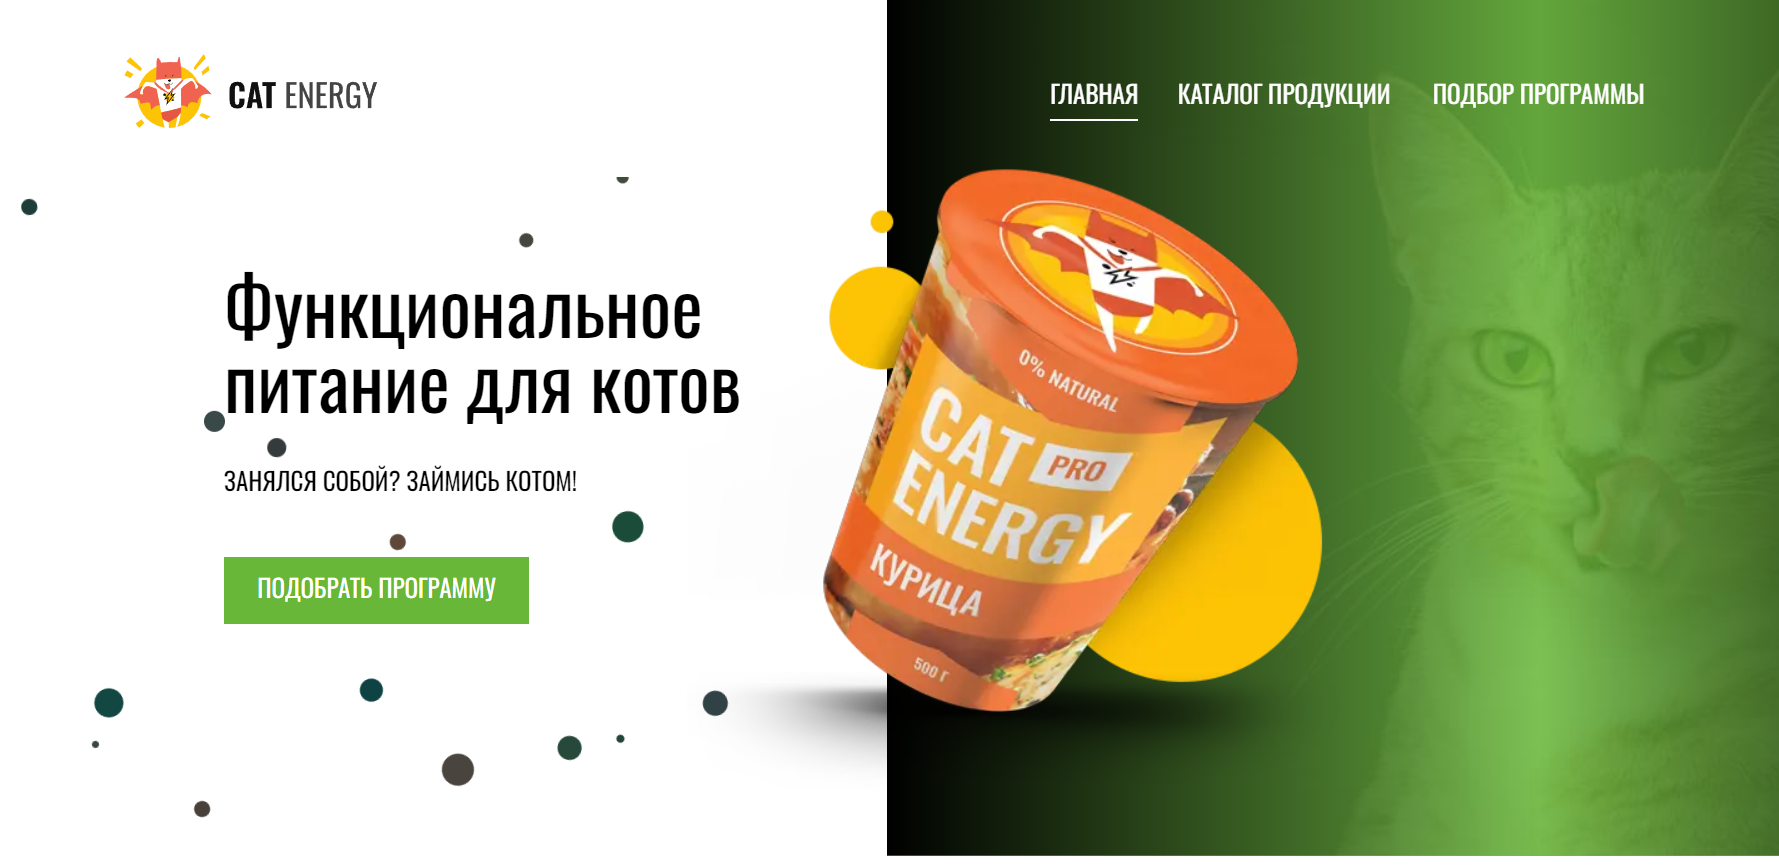 CAT ENERGY
ГЛАВНАЯ
КАТАЛОГ ПРОДУКЦИИ
ПОДБОР ПРОГРАММЫ
Функциональное
питание для котов
ЗАНЯЛСЯ СОБОЙ? ЗАЙМИСЬ КОТОМ!
ПОДОБРАТЬ ПРОГРАММУ
0% NATURAL
CAT PRO
ENERGY
КУРИЦА
500 Г